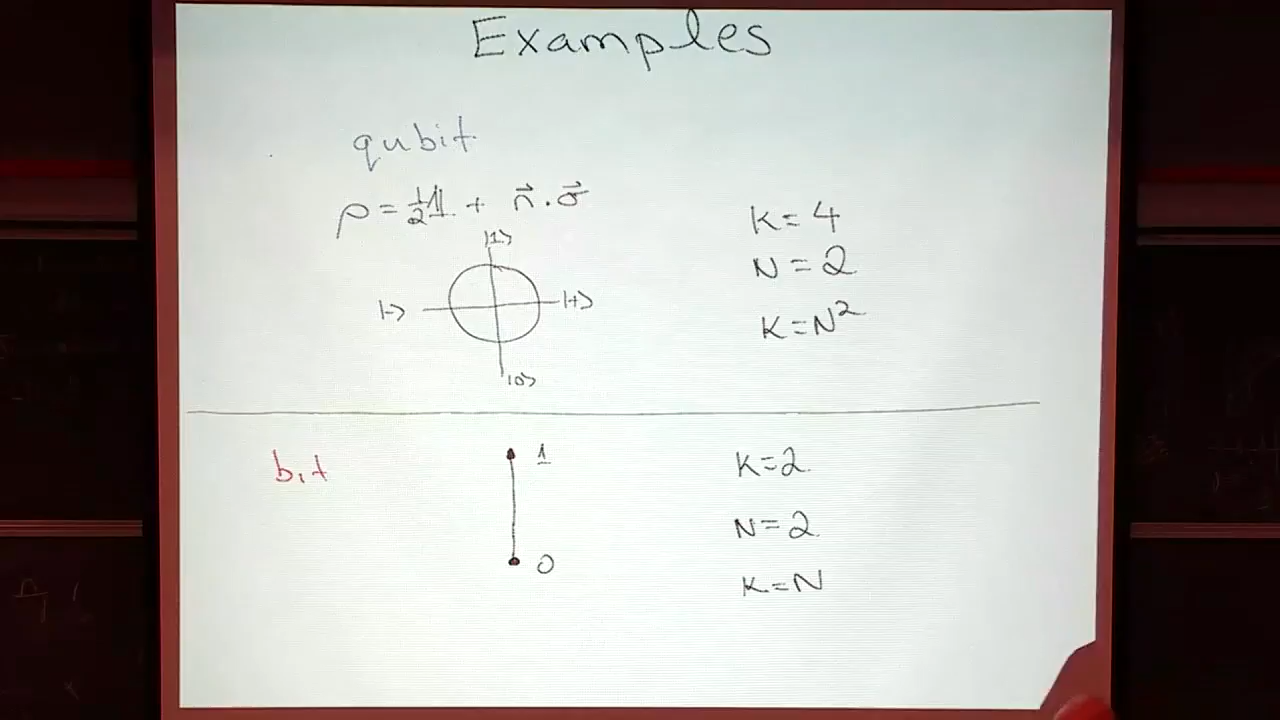 Examples
qubit
ρ = ½𝟙 + n⃗ . σ⃗
|1>
|-> |+>
|0>
K = 4
N = 2
K = N²
bit
1
0
K = 2
N = 2
K = N